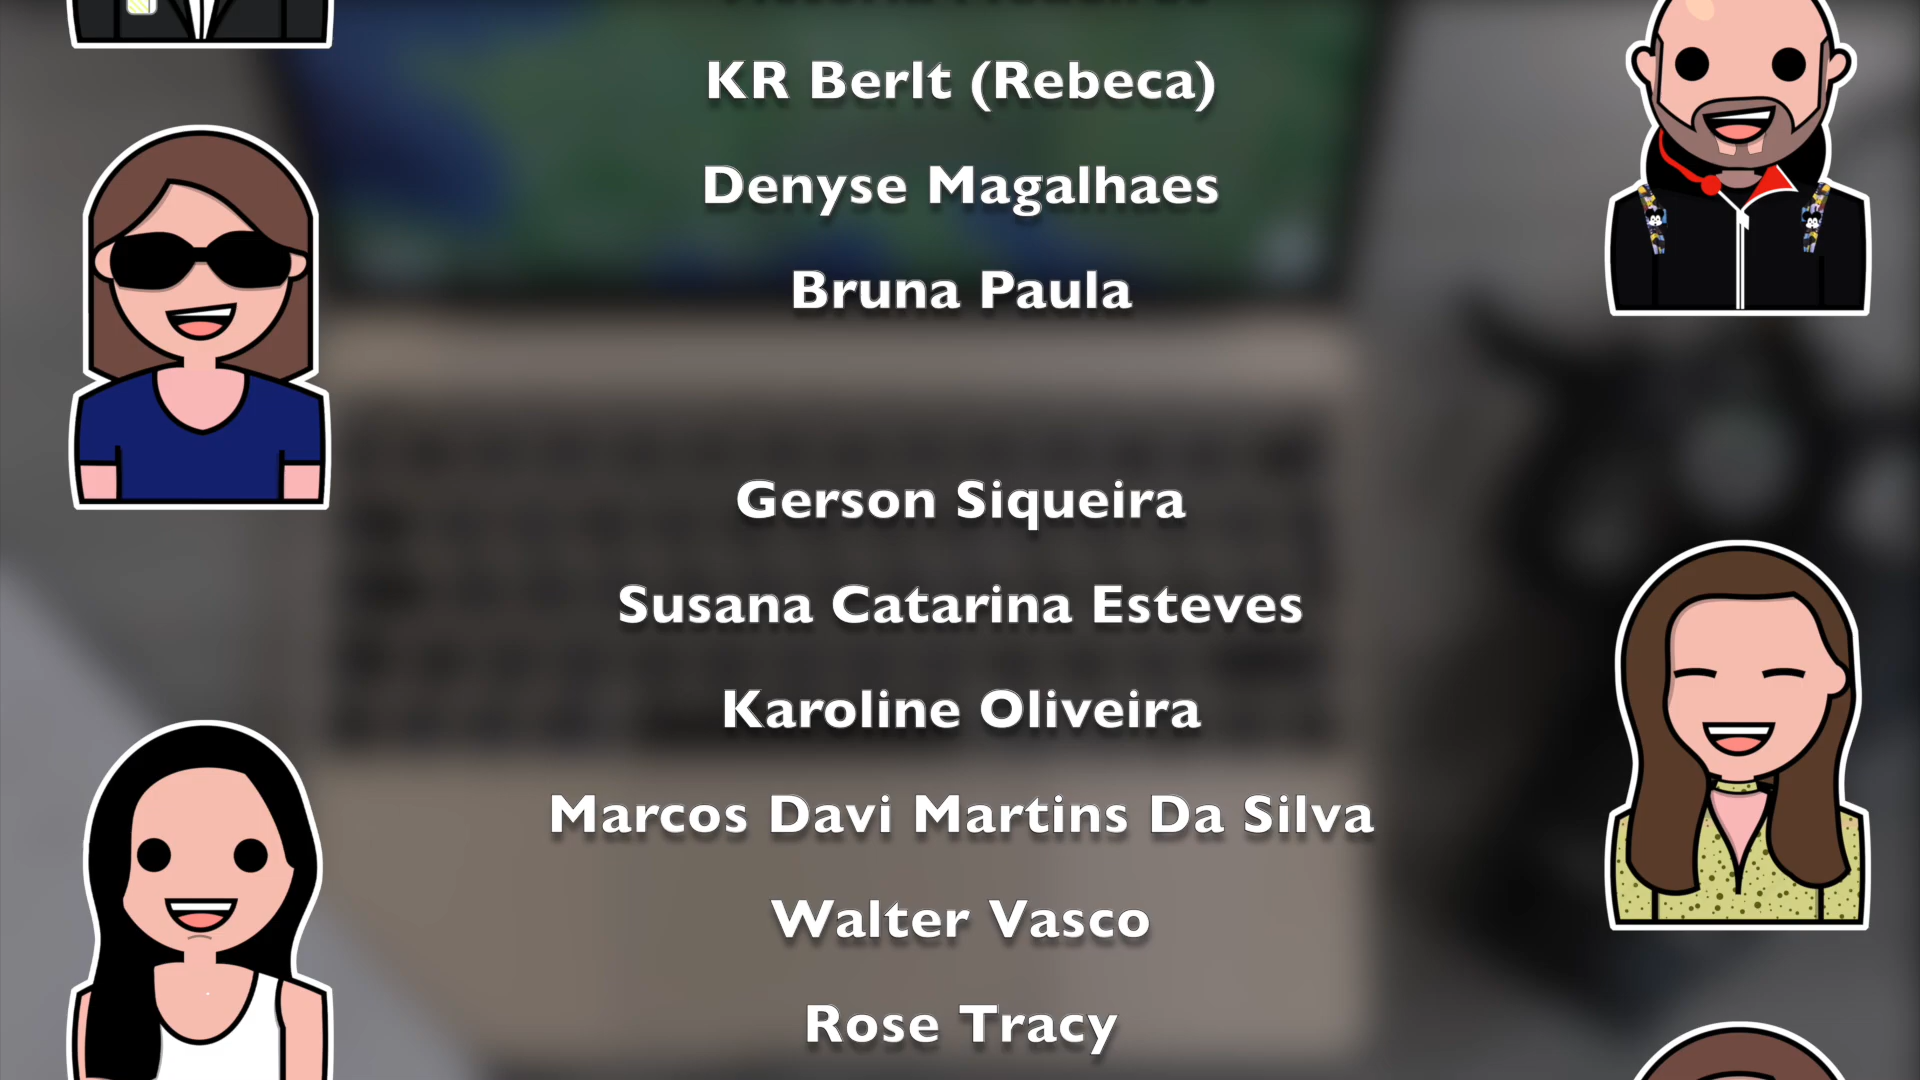 KR Berlt (Rebeca)
Denyse Magalhaes
Bruna Paula
Gerson Siqueira
Susana Catarina Esteves
Karoline Oliveira
Marcos Davi Martins Da Silva
Walter Vasco
Rose Tracy